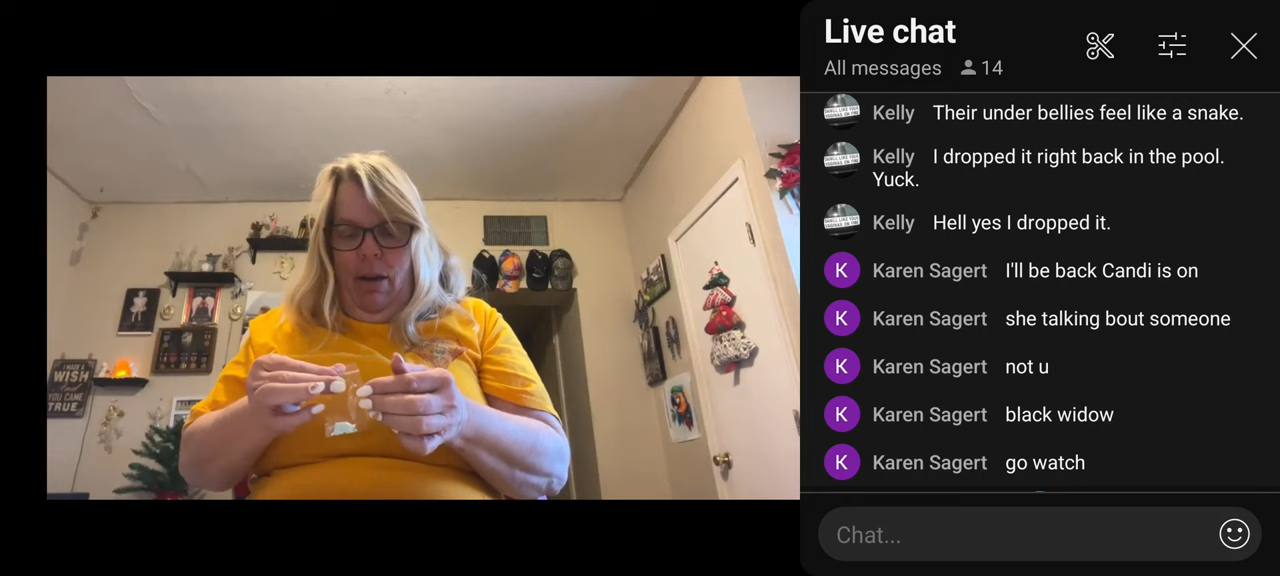 Live chat
All messages 14
Kelly Their under bellies feel like a snake.
Kelly I dropped it right back in the pool.
Yuck.
Kelly Hell yes I dropped it.
K Karen Sagert I'll be back Candi is on
K Karen Sagert she talking bout someone
K Karen Sagert not u
K Karen Sagert black widow
K Karen Sagert go watch
Chat...
I MADE A
WISH
and
YOU CAME
TRUE